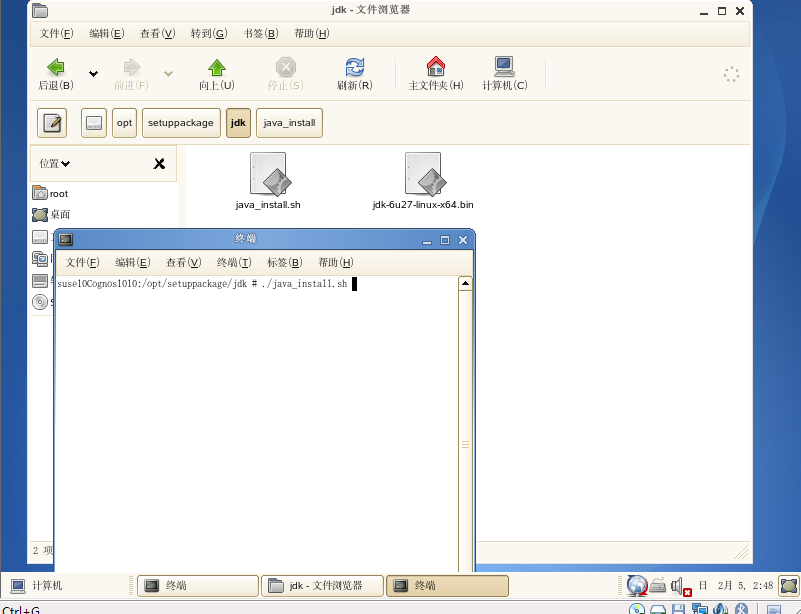 jdk - 文件浏览器
文件(F) 编辑(E) 查看(V) 转到(G) 书签(B) 帮助(H)
后退(B) 前进(F) 向上(U) 停止(S) 刷新(R) 主文件夹(H) 计算机(C)
opt setuppackage jdk java_install
位置
root
桌面
java_install.sh jdk-6u27-linux-x64.bin
终端
文件(F) 编辑(E) 查看(V) 终端(T) 标签(B) 帮助(H)
suse10Cognos1010:/opt/setuppackage/jdk # ./java_install.sh
2 项
计算机 终端 jdk - 文件浏览器 终端 日 2月 5, 2:48
Ctrl+G